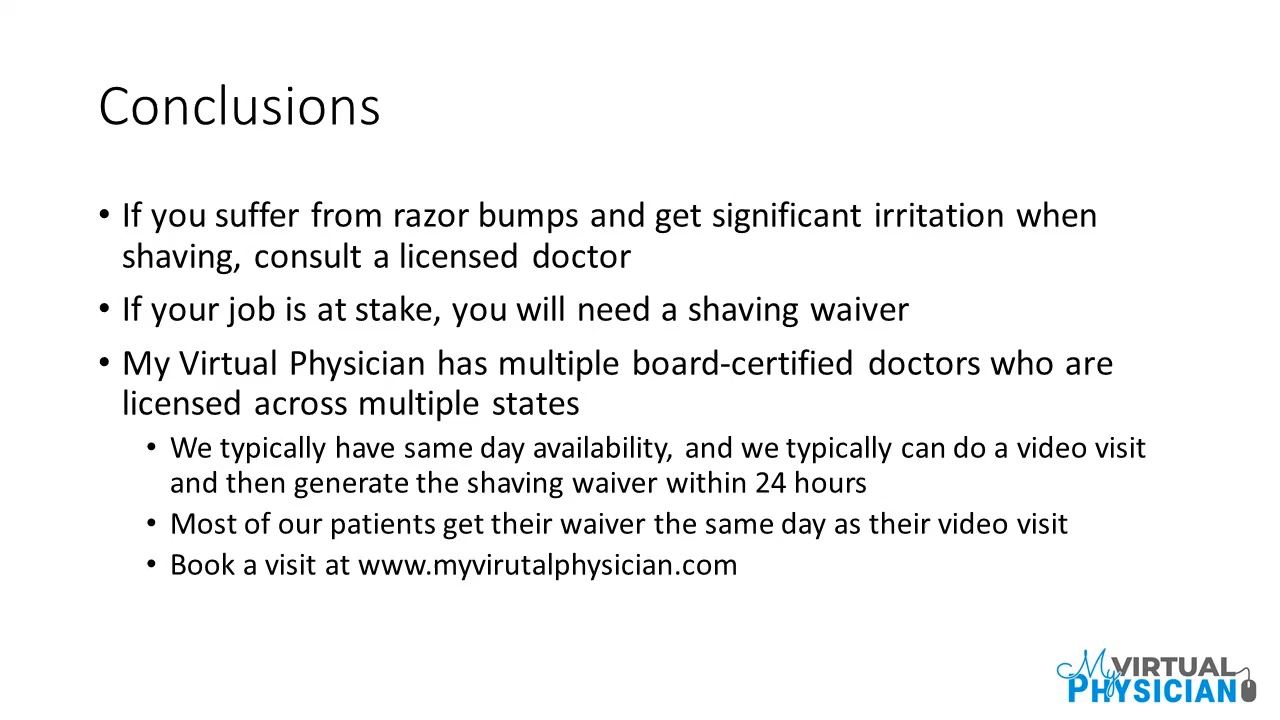 Conclusions
• If you suffer from razor bumps and get significant irritation when
shaving, consult a licensed doctor
• If your job is at stake, you will need a shaving waiver
• My Virtual Physician has multiple board-certified doctors who are
licensed across multiple states
• We typically have same day availability, and we typically can do a video visit
and then generate the shaving waiver within 24 hours
• Most of our patients get their waiver the same day as their video visit
• Book a visit at www.myvirutalphysician.com
My VIRTUAL
PHYSICIAN